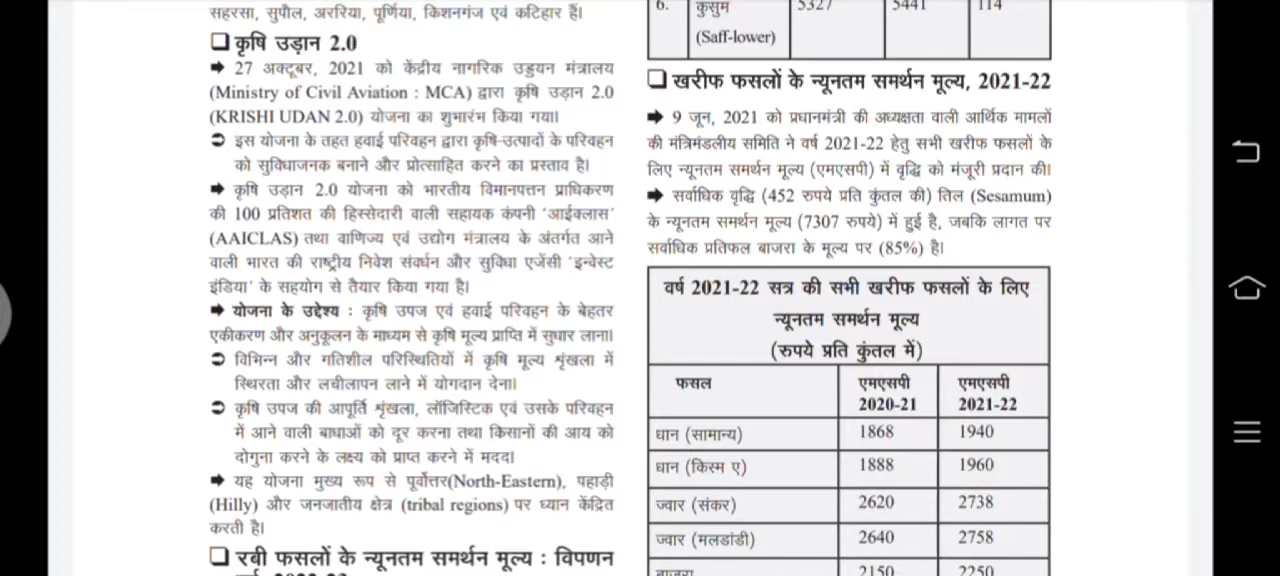 सहरसा, सुपौल, अररिया, पूर्णिया, किशनगंज एवं कटिहार हैं।
❑ कृषि उड़ान 2.0
➡ 27 अक्टूबर, 2021 को केंद्रीय नागरिक उड्डयन मंत्रालय
(Ministry of Civil Aviation : MCA) द्वारा कृषि उड़ान 2.0
(KRISHI UDAN 2.0) योजना का शुभारंभ किया गया।
➲ इस योजना के तहत हवाई परिवहन द्वारा कृषि-उत्पादों के परिवहन
को सुविधाजनक बनाने और प्रोत्साहित करने का प्रस्ताव है।
➡ कृषि उड़ान 2.0 योजना को भारतीय विमानपत्तन प्राधिकरण
की 100 प्रतिशत की हिस्सेदारी वाली सहायक कंपनी 'आईक्लास'
(AAICLAS) तथा वाणिज्य एवं उद्योग मंत्रालय के अंतर्गत आने
वाली भारत की राष्ट्रीय निवेश संवर्धन और सुविधा एजेंसी 'इन्वेस्ट
इंडिया' के सहयोग से तैयार किया गया है।
➡ योजना के उद्देश्य : कृषि उपज एवं हवाई परिवहन के बेहतर
एकीकरण और अनुकूलन के माध्यम से कृषि मूल्य प्राप्ति में सुधार लाना।
➲ विभिन्न और गतिशील परिस्थितियों में कृषि मूल्य शृंखला में
स्थिरता और लचीलापन लाने में योगदान देना।
➲ कृषि उपज की आपूर्ति शृंखला, लॉजिस्टिक एवं उसके परिवहन
में आने वाली बाधाओं को दूर करना तथा किसानों की आय को
दोगुना करने के लक्ष्य को प्राप्त करने में मदद।
➡ यह योजना मुख्य रूप से पूर्वोत्तर(North-Eastern), पहाड़ी
(Hilly) और जनजातीय क्षेत्र (tribal regions) पर ध्यान केंद्रित
करती है।
❑ रबी फसलों के न्यूनतम समर्थन मूल्य : विपणन
6. कुसुम 5327 5441 114
(Saff-lower)
❑ खरीफ फसलों के न्यूनतम समर्थन मूल्य, 2021-22
➡ 9 जून, 2021 को प्रधानमंत्री की अध्यक्षता वाली आर्थिक मामलों
की मंत्रिमंडलीय समिति ने वर्ष 2021-22 हेतु सभी खरीफ फसलों के
लिए न्यूनतम समर्थन मूल्य (एमएसपी) में वृद्धि को मंजूरी प्रदान की।
➡ सर्वाधिक वृद्धि (452 रुपये प्रति कुंतल की) तिल (Sesamum)
के न्यूनतम समर्थन मूल्य (7307 रुपये) में हुई है, जबकि लागत पर
सर्वाधिक प्रतिफल बाजरा के मूल्य पर (85%) है।
वर्ष 2021-22 सत्र की सभी खरीफ फसलों के लिए
न्यूनतम समर्थन मूल्य
(रुपये प्रति कुंतल में)
फसल एमएसपी एमएसपी
2020-21 2021-22
धान (सामान्य) 1868 1940
धान (किस्म ए) 1888 1960
ज्वार (संकर) 2620 2738
ज्वार (मलडांडी) 2640 2758
बाजरा 2150 2250